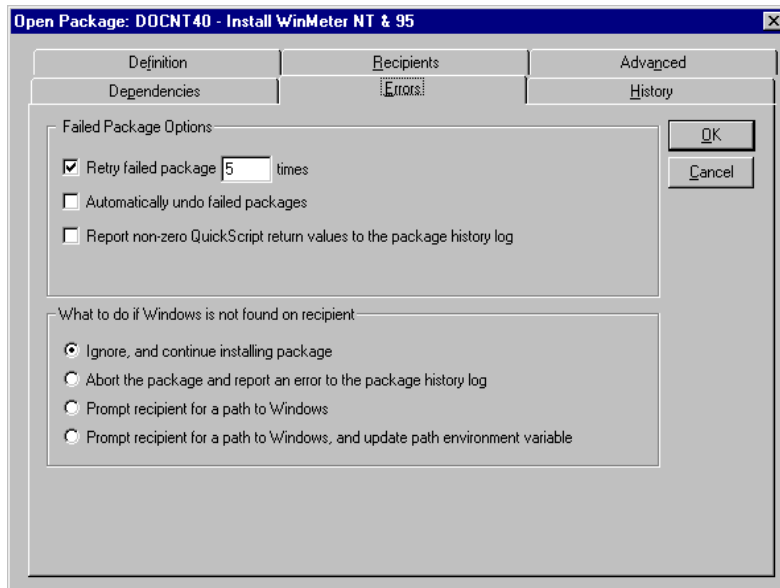 Open Package: DOCNT40 - Install WinMeter NT & 95
Definition
Recipients
Advanced
Dependencies
Errors
History
Failed Package Options
Retry failed package 5 times
Automatically undo failed packages
Report non-zero QuickScript return values to the package history log
OK
Cancel
What to do if Windows is not found on recipient
Ignore, and continue installing package
Abort the package and report an error to the package history log
Prompt recipient for a path to Windows
Prompt recipient for a path to Windows, and update path environment variable